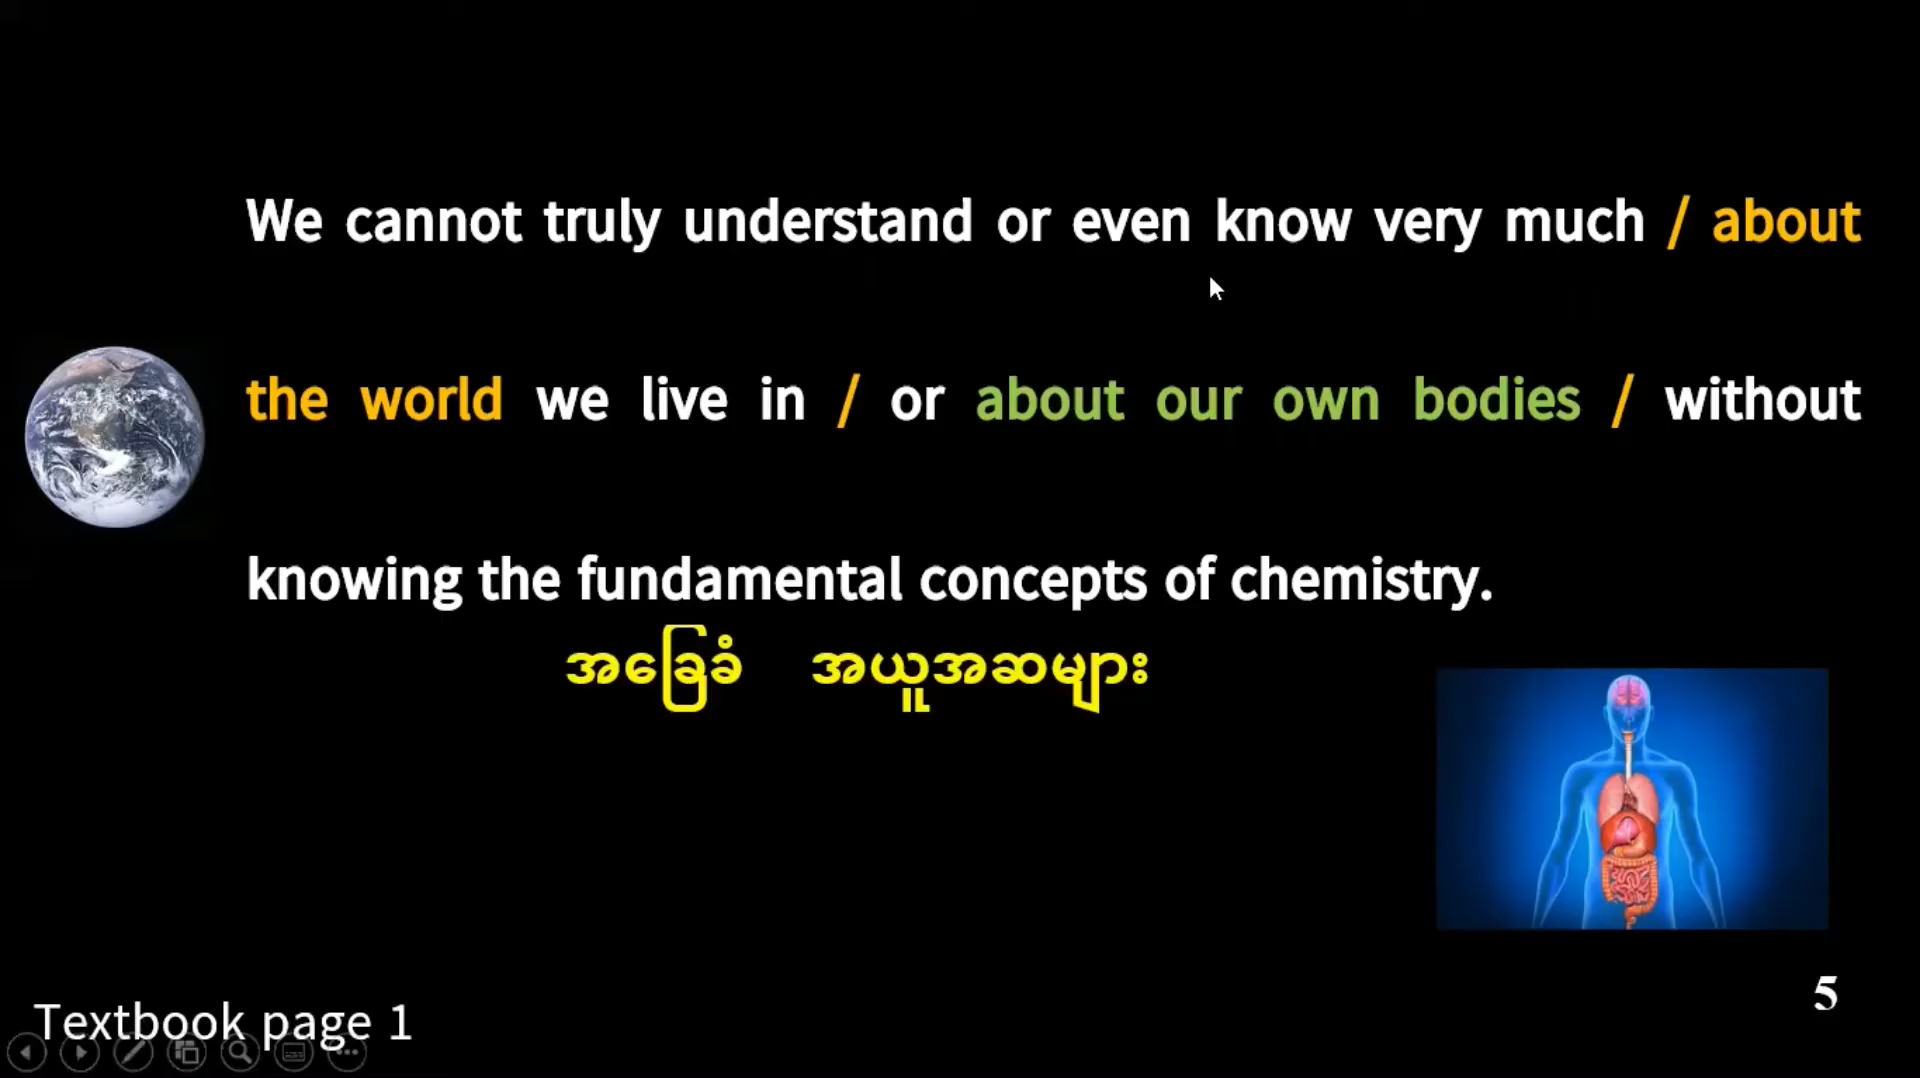 We cannot truly understand or even know very much / about
the world we live in / or about our own bodies / without
knowing the fundamental concepts of chemistry.
အခြေခံ အယူအဆများ
5
Textbook page 1